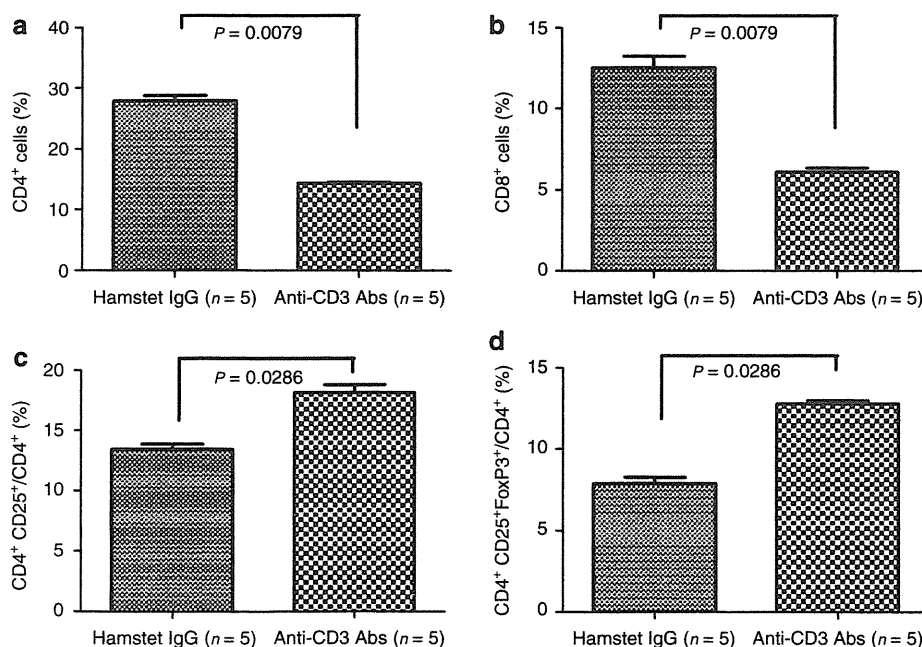 a
CD4+ cells (%)
40
30
20
10
0
P = 0.0079
Hamstet IgG (n = 5)
Anti-CD3 Abs (n = 5)
b
CD8+ cells (%)
15
10
5
0
P = 0.0079
Hamstet IgG (n = 5)
Anti-CD3 Abs (n = 5)
c
CD4+ CD25+/CD4+ (%)
20
15
10
5
0
P = 0.0286
Hamstet IgG (n = 5)
Anti-CD3 Abs (n = 5)
d
CD4+ CD25+FoxP3+/CD4+ (%)
15
10
5
0
P = 0.0286
Hamstet IgG (n = 5)
Anti-CD3 Abs (n = 5)